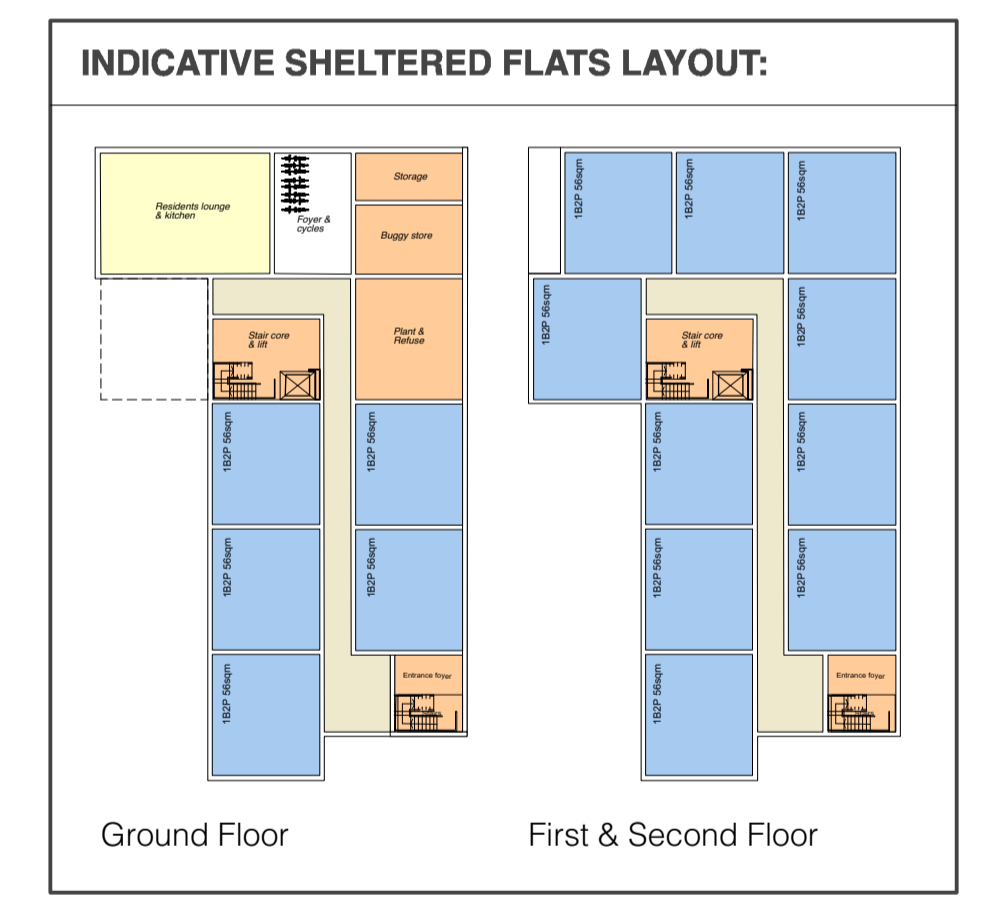 INDICATIVE SHELTERED FLATS LAYOUT:
Residents lounge
& kitchen
Foyer &
cycles
Storage
Buggy store
Plant &
Refuse
Stair core
& lift
1B2P 56sqm
1B2P 56sqm
1B2P 56sqm
1B2P 56sqm
1B2P 56sqm
Entrance foyer
Ground Floor
1B2P 56sqm
1B2P 56sqm
1B2P 56sqm
1B2P 56sqm
Stair core
& lift
1B2P 56sqm
1B2P 56sqm
1B2P 56sqm
1B2P 56sqm
1B2P 56sqm
1B2P 56sqm
Entrance foyer
First & Second Floor